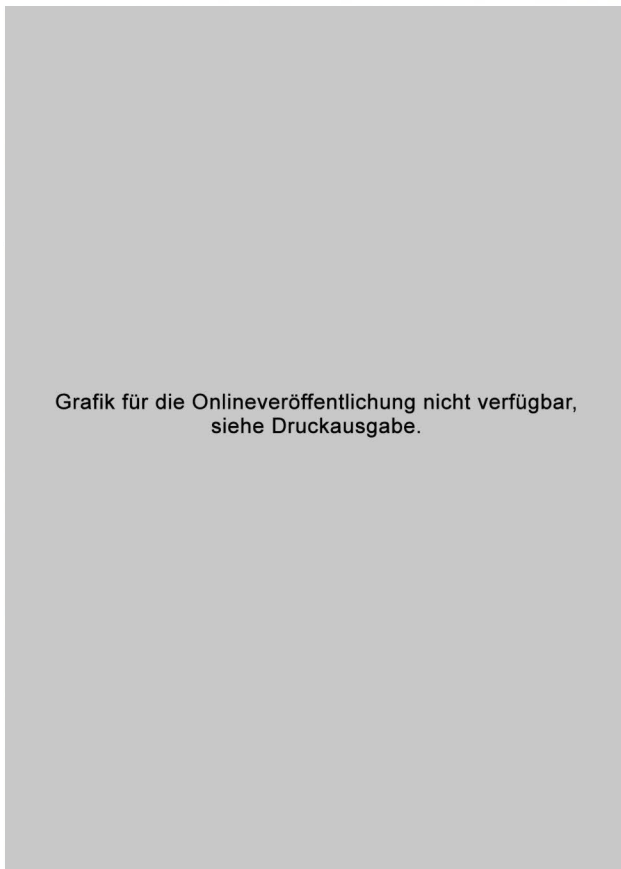 Grafik für die Onlineveröffentlichung nicht verfügbar,
siehe Druckausgabe.